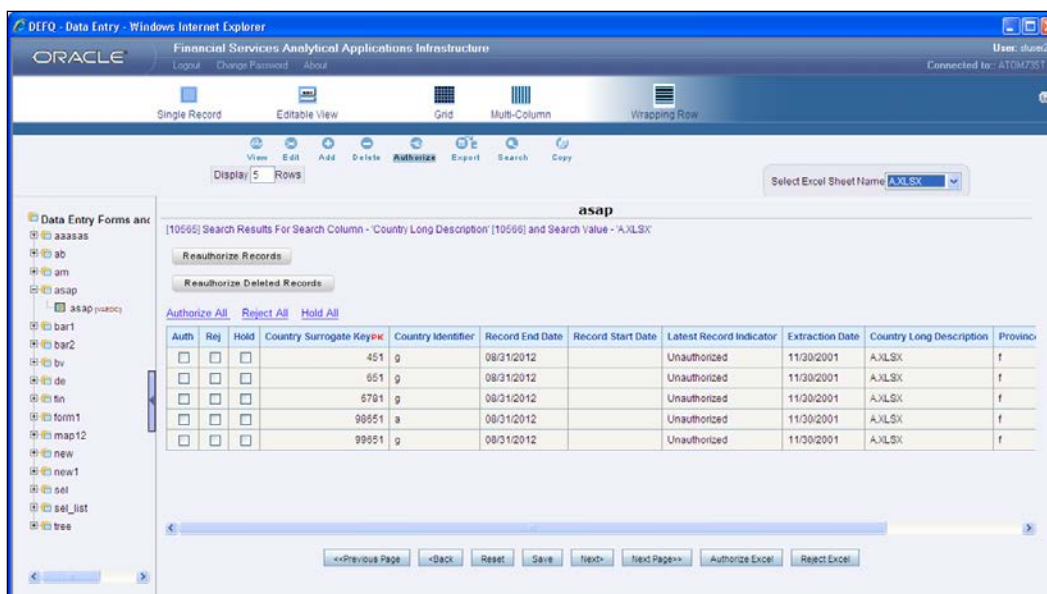 DEFQ - Data Entry - Windows Internet Explorer
ORACLE
Financial Services Analytical Applications Infrastructure
User:
Logout Change Password About
Connected to::
Single Record Editable View Grid Multi-Column Wrapping Row
View Edit Add Delete Authorize Export Search Copy
Display 5 Rows
Select Excel Sheet Name A.XLSX
asap
Data Entry Forms and
[10565] Search Results For Search Column - 'Country Long Description' [10566] and Search Value - 'A.XLSX'
aaasas
ab
am
asap
asap
bar1
bar2
bv
de
fin
form1
map12
new
new1
sel
sel_list
tree
Reauthorize Records
Reauthorize Deleted Records
Authorize All Reject All Hold All
Auth Rej Hold Country Surrogate Key PK Country Identifier Record End Date Record Start Date Latest Record Indicator Extraction Date Country Long Description Province
451 g 08/31/2012 Unauthorized 11/30/2001 A.XLSX f
651 g 08/31/2012 Unauthorized 11/30/2001 A.XLSX f
6781 g 08/31/2012 Unauthorized 11/30/2001 A.XLSX f
98651 a 08/31/2012 Unauthorized 11/30/2001 A.XLSX f
99651 g 08/31/2012 Unauthorized 11/30/2001 A.XLSX f
<<Previous Page <Back Reset Save Next> Next Page>> Authorize Excel Reject Excel